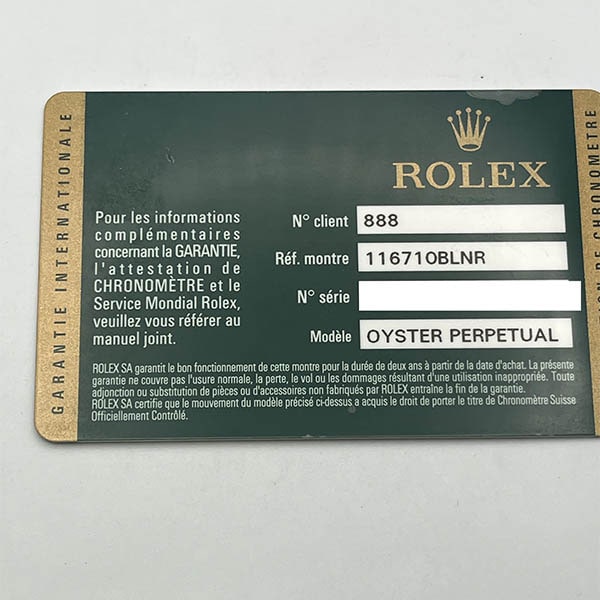 GARANTIE INTERNATIONALE
ROLEX
Pour les informations
complémentaires
concernant la GARANTIE,
l'attestation de
CHRONOMÈTRE et le
Service Mondial Rolex,
veuillez vous référer au
manuel joint.
N° client 888
Réf. montre 116710BLNR
N° série
Modèle OYSTER PERPETUAL
ROLEX SA garantit le bon fonctionnement de cette montre pour la durée de deux ans à partir de la date d'achat. La présente
garantie ne couvre pas l'usure normale, la perte, le vol ou les dommages résultant d'une utilisation inappropriée. Toute
adjonction ou substitution de pièces ou d'accessoires non fabriqués par ROLEX entraîne la fin de la garantie.
ROLEX SA certifie que le mouvement du modèle précité ci-dessus a acquis le droit de porter le titre de Chronomètre Suisse
Officiellement Contrôlé.
DE CHRONOMETRE